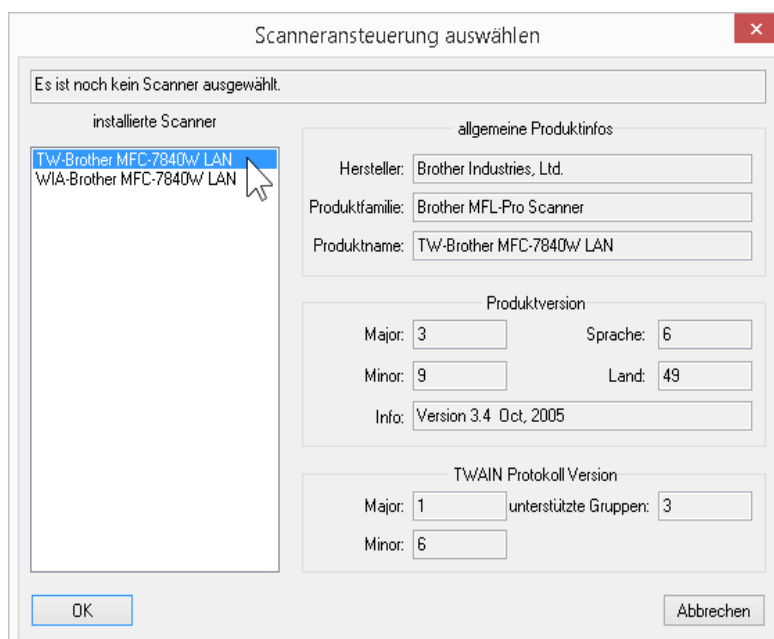 Scanneransteuerung auswählen
Es ist noch kein Scanner ausgewählt.
installierte Scanner
TW-Brother MFC-7840W LAN
WIA-Brother MFC-7840W LAN
allgemeine Produktinfos
Hersteller: Brother Industries, Ltd.
Produktfamilie: Brother MFL-Pro Scanner
Produktname: TW-Brother MFC-7840W LAN
Produktversion
Major: 3 Sprache: 6
Minor: 9 Land: 49
Info: Version 3.4 Oct, 2005
TWAIN Protokoll Version
Major: 1 unterstützte Gruppen: 3
Minor: 6
OK Abbrechen